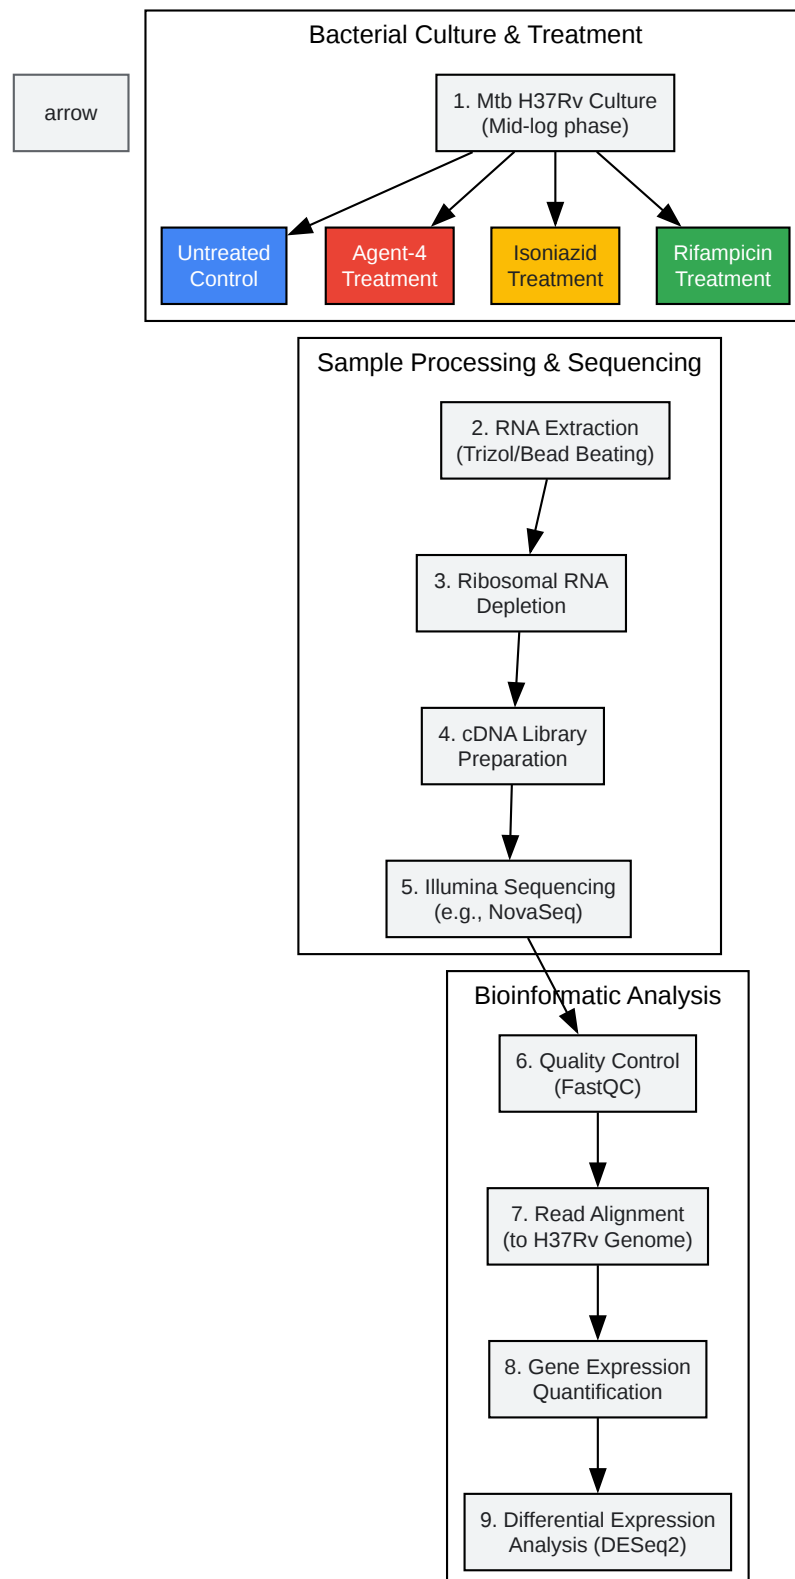 Bacterial Culture & Treatment
arrow
1. Mtb H37Rv Culture
(Mid-log phase)
Untreated
Control
Agent-4
Treatment
Isoniazid
Treatment
Rifampicin
Treatment
Sample Processing & Sequencing
2. RNA Extraction
(Trizol/Bead Beating)
3. Ribosomal RNA
Depletion
4. cDNA Library
Preparation
5. Illumina Sequencing
(e.g., NovaSeq)
Bioinformatic Analysis
6. Quality Control
(FastQC)
7. Read Alignment
(to H37Rv Genome)
8. Gene Expression
Quantification
9. Differential Expression
Analysis (DESeq2)